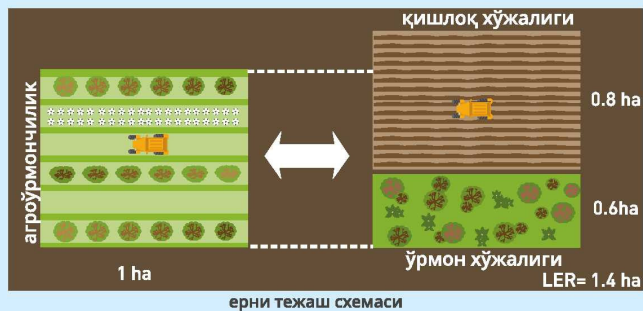 қишлоқ хўжалиги
агроўрмончилик
0.8 ha
0.6ha
1 ha
ўрмон хўжалиги
LER= 1.4 ha
ерни тежаш схемаси